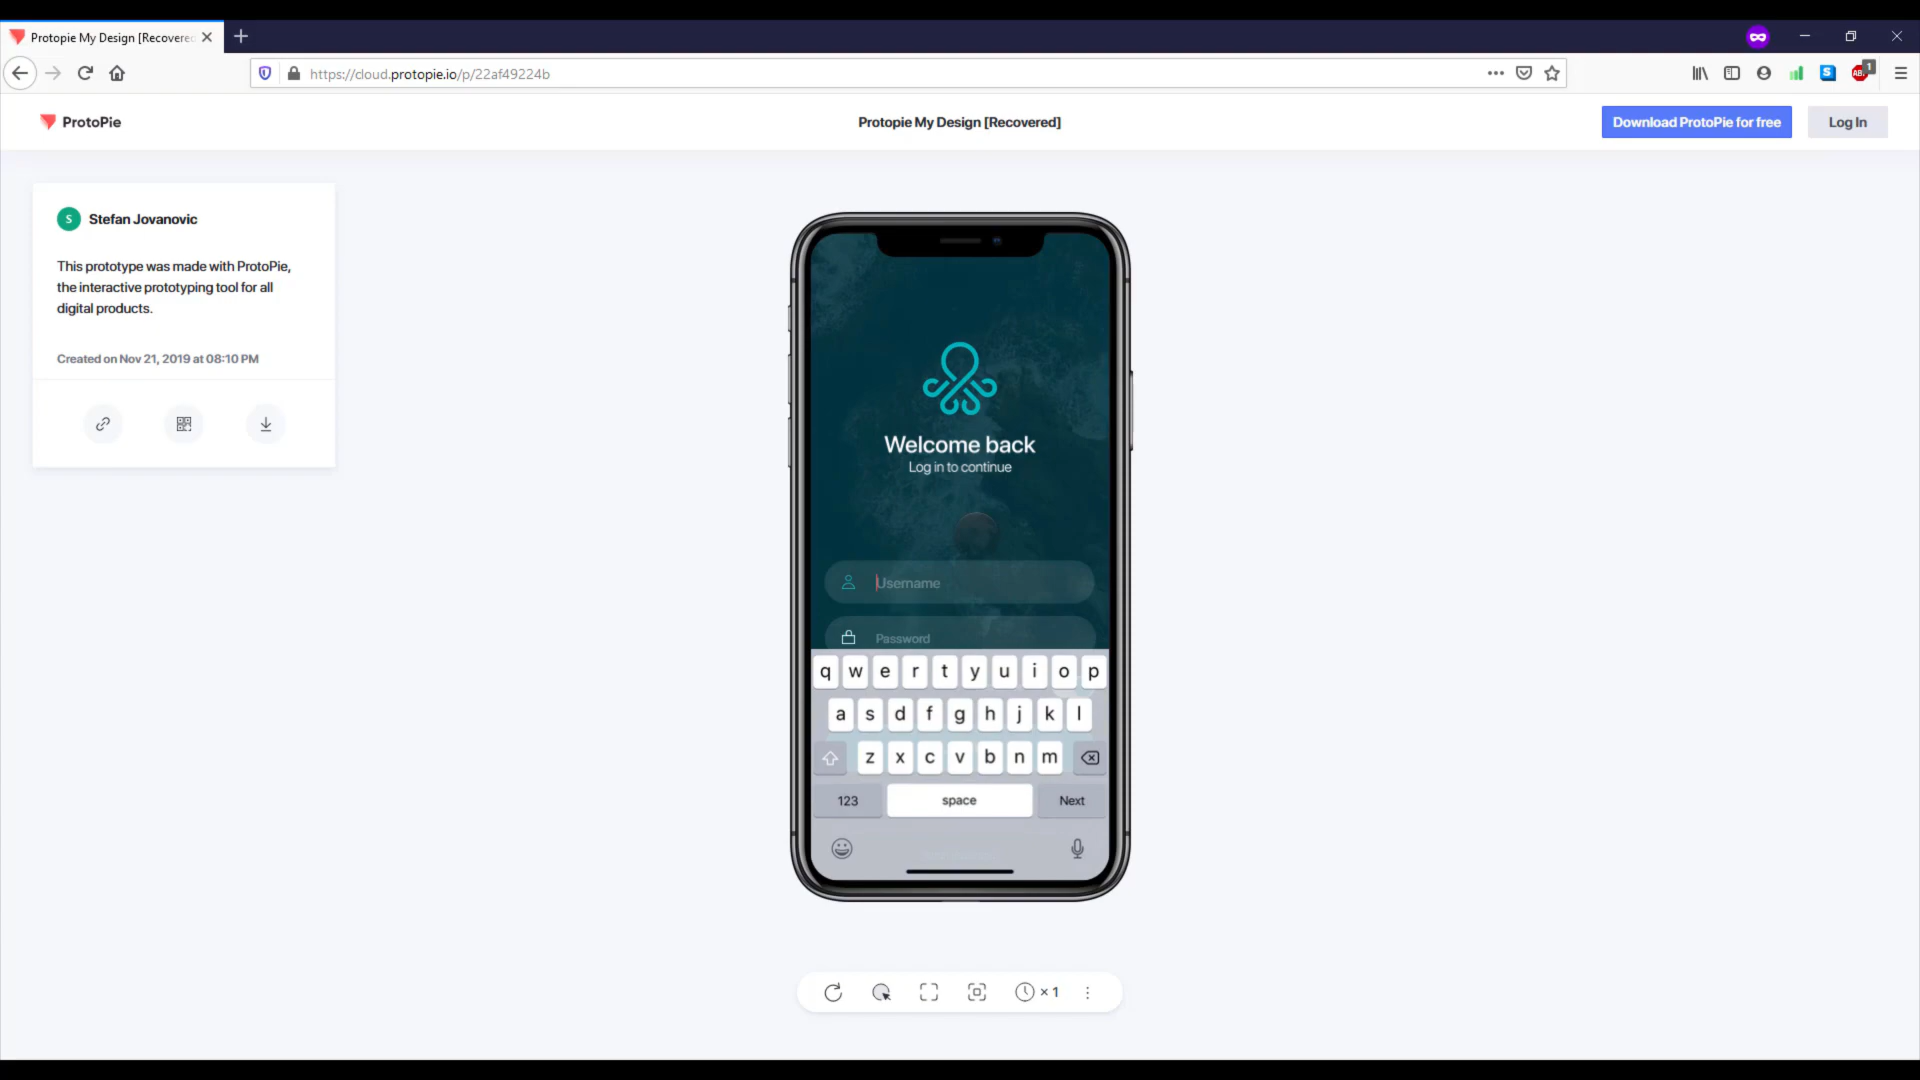 Protopie My Design [Recovered
https://cloud.protopie.io/p/22af49224b
1
ProtoPie
Protopie My Design [Recovered]
Download ProtoPie for free
Log In
S
Stefan Jovanovic
This prototype was made with ProtoPie,
the interactive prototyping tool for all
digital products.
Created on Nov 21, 2019 at 08:10 PM
Welcome back
Log in to continue
Username
Password
q w e r t y u i o p
a s d f g h j k l
z x c v b n m
123 space Next
× 1